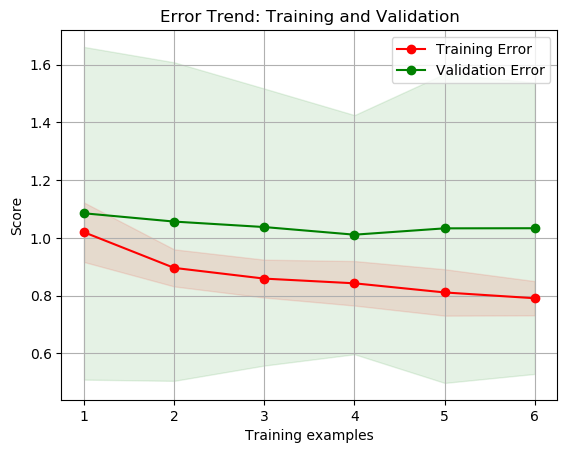 Error Trend: Training and Validation
Training Error
Validation Error
Score
1.6
1.4
1.2
1.0
0.8
0.6
1 2 3 4 5 6
Training examples